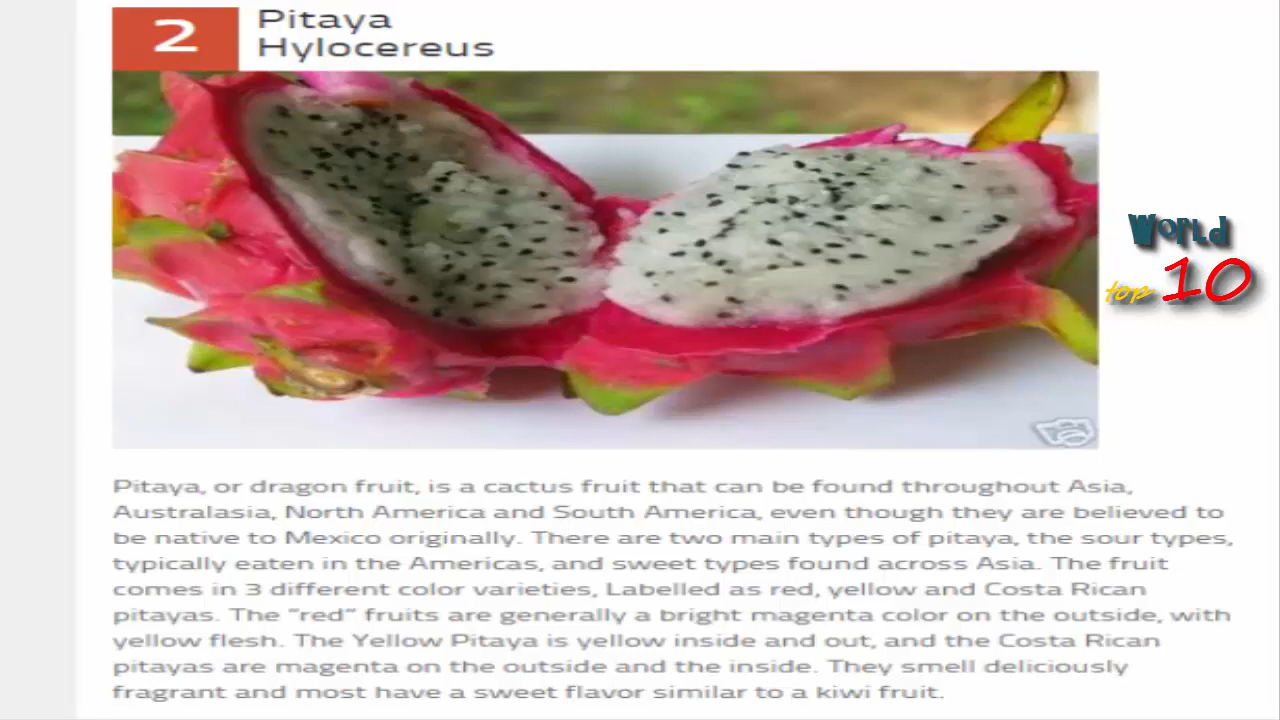 2
Pitaya
Hylocereus
World
top 10
Pitaya, or dragon fruit, is a cactus fruit that can be found throughout Asia,
Australasia, North America and South America, even though they are believed to
be native to Mexico originally. There are two main types of pitaya, the sour types,
typically eaten in the Americas, and sweet types found across Asia. The fruit
comes in 3 different color varieties, Labelled as red, yellow and Costa Rican
pitayas. The "red" fruits are generally a bright magenta color on the outside, with
yellow flesh. The Yellow Pitaya is yellow inside and out, and the Costa Rican
pitayas are magenta on the outside and the inside. They smell deliciously
fragrant and most have a sweet flavor similar to a kiwi fruit.